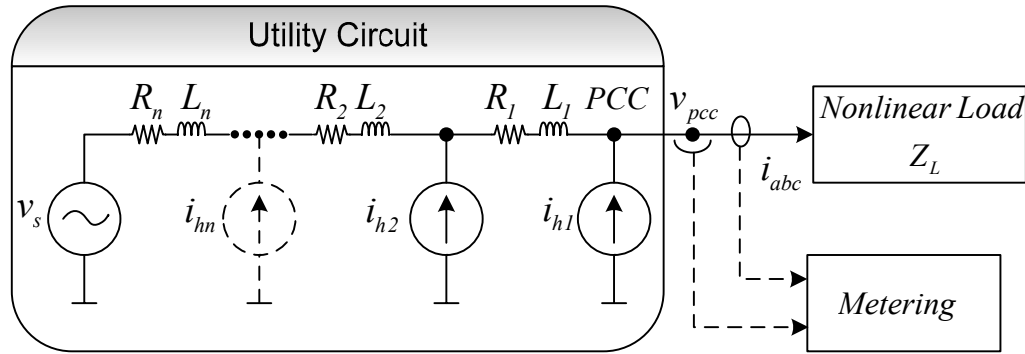 Utility Circuit
R_n L_n R_2 L_2 R_1 L_1 PCC v_pcc
Nonlinear Load
Z_L
i_abc
v_s i_hn i_h2 i_h1
Metering